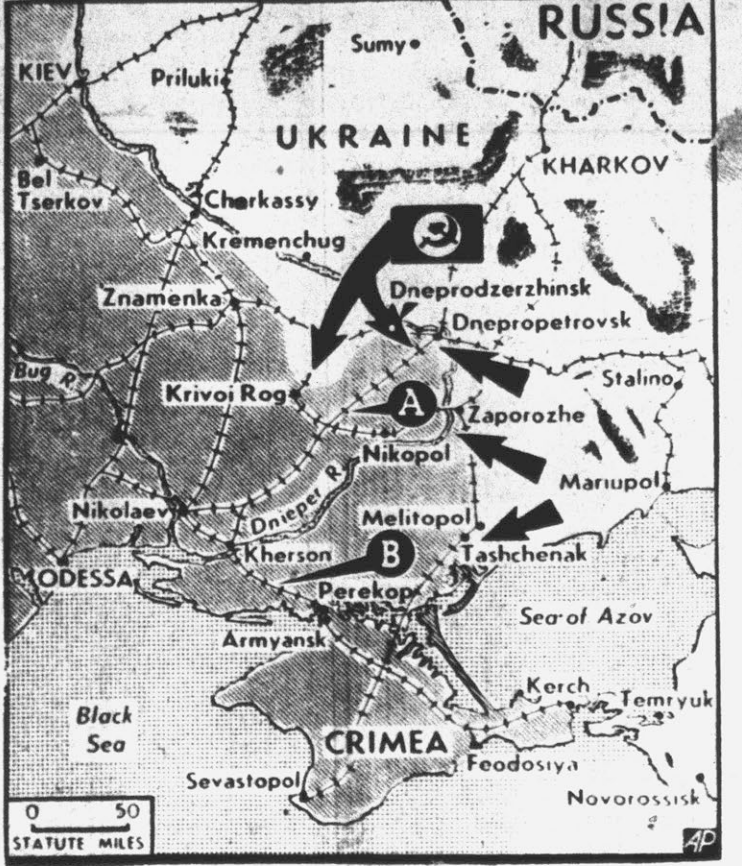 RUSSIA
Sumy
KIEV
Priluki
UKRAINE
KHARKOV
Bel
Tserkov
Cherkassy
Kremenchug
Dneprodzerzhinsk
Znamenka
Dnepropetrovsk
Bug R.
Stalino
Krivoi Rog
A
Zaporozhe
Nikopol
Mariupol
Dnieper R.
Nikolaev
Melitopol
Kherson
B
Tashchenak
ODESSA
Perekop
Sea of Azov
Armyansk
Kerch
Temryuk
Black
Sea
CRIMEA
Feodosiya
Sevastopol
Novorossisk
0 50
STATUTE MILES
AP